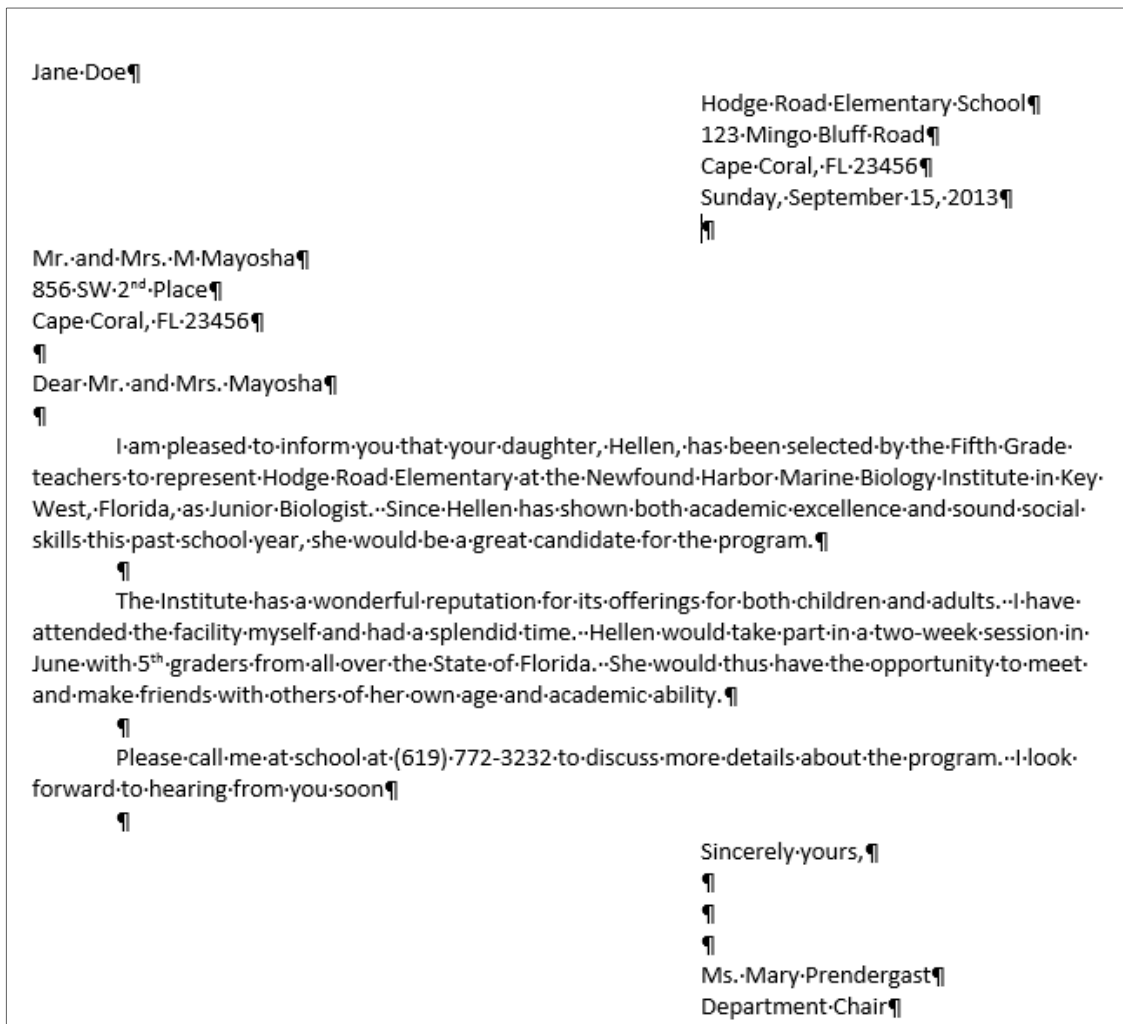 Jane·Doe¶
Hodge·Road·Elementary·School¶
123·Mingo·Bluff·Road¶
Cape·Coral,·FL·23456¶
Sunday,·September·15,·2013¶
¶
Mr.·and·Mrs.·M·Mayosha¶
856·SW·2ⁿᵈ·Place¶
Cape·Coral,·FL·23456¶
¶
Dear·Mr.·and·Mrs.·Mayosha¶
¶
I·am·pleased·to·inform·you·that·your·daughter,·Hellen,·has·been·selected·by·the·Fifth·Grade·
teachers·to·represent·Hodge·Road·Elementary·at·the·Newfound·Harbor·Marine·Biology·Institute·in·Key·
West,·Florida,·as·Junior·Biologist.··Since·Hellen·has·shown·both·academic·excellence·and·sound·social·
skills·this·past·school·year,·she·would·be·a·great·candidate·for·the·program.¶
¶
The·Institute·has·a·wonderful·reputation·for·its·offerings·for·both·children·and·adults.··I·have·
attended·the·facility·myself·and·had·a·splendid·time.··Hellen·would·take·part·in·a·two-week·session·in·
June·with·5ᵗʰ·graders·from·all·over·the·State·of·Florida.··She·would·thus·have·the·opportunity·to·meet·
and·make·friends·with·others·of·her·own·age·and·academic·ability.¶
¶
Please·call·me·at·school·at·(619)·772-3232·to·discuss·more·details·about·the·program.··I·look·
forward·to·hearing·from·you·soon¶
¶
Sincerely·yours,¶
¶
¶
¶
Ms.·Mary·Prendergast¶
Department·Chair¶